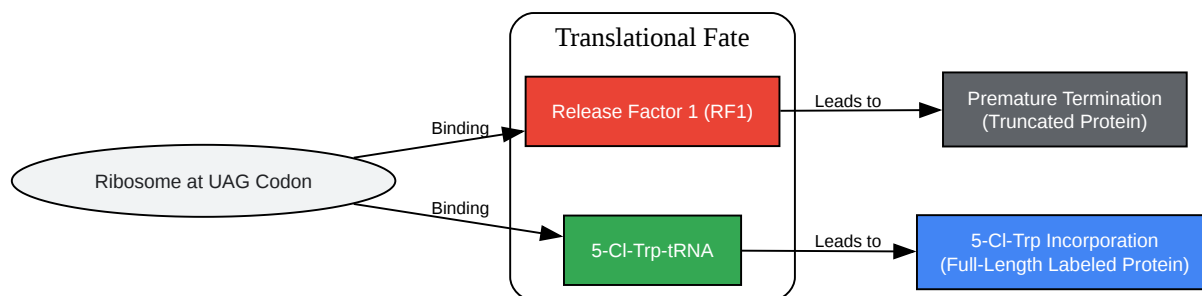 Translational Fate
Release Factor 1 (RF1)
Leads to
Premature Termination
(Truncated Protein)
Binding
Ribosome at UAG Codon
Binding
5-Cl-Trp-tRNA
Leads to
5-Cl-Trp Incorporation
(Full-Length Labeled Protein)